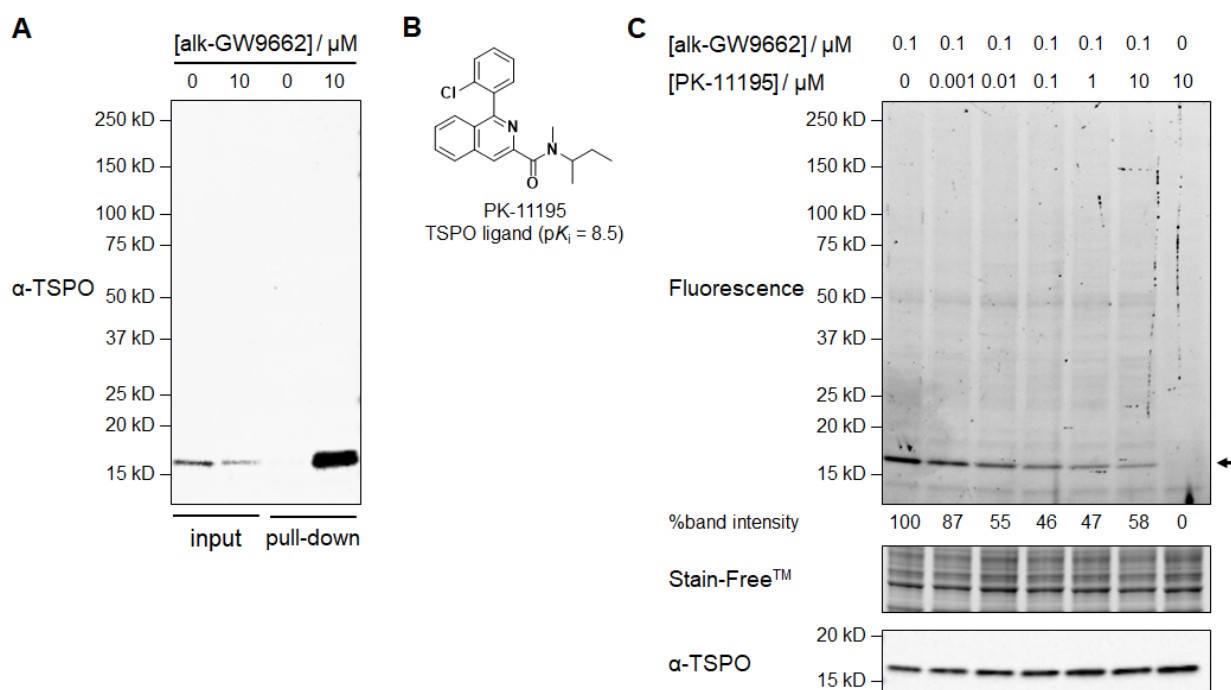 A
[alk-GW9662] / µM
0 10 0 10
250 kD
150 kD
100 kD
75 kD
α-TSPO
50 kD
37 kD
25 kD
20 kD
15 kD
input pull-down
B
Cl
N
N
O
PK-11195
TSPO ligand (pKi = 8.5)
C
[alk-GW9662] / µM 0.1 0.1 0.1 0.1 0.1 0.1 0
[PK-11195] / µM 0 0.001 0.01 0.1 1 10 10
250 kD
150 kD
100 kD
75 kD
Fluorescence
50 kD
37 kD
25 kD
20 kD
15 kD
%band intensity 100 87 55 46 47 58 0
Stain-Free™
20 kD
α-TSPO
15 kD